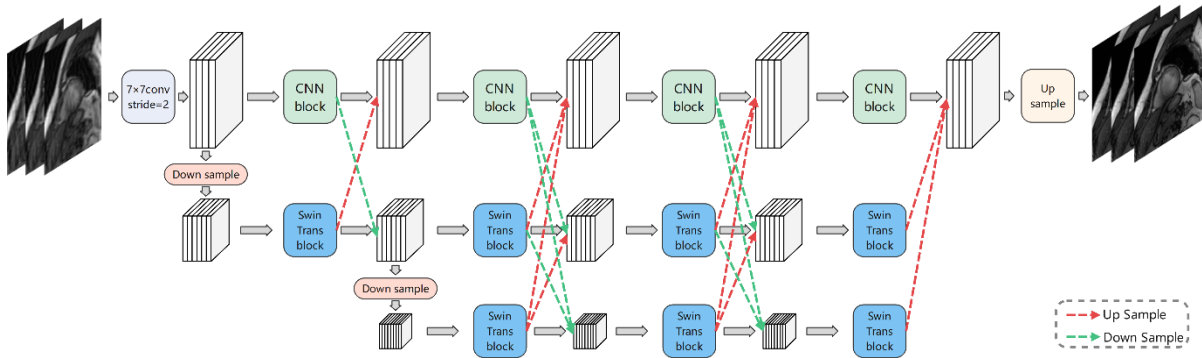 7×7conv
stride=2
CNN
block
CNN
block
CNN
block
CNN
block
Up
sample
Down sample
Swin
Trans
block
Swin
Trans
block
Swin
Trans
block
Swin
Trans
block
Down sample
Swin
Trans
block
Swin
Trans
block
Swin
Trans
block
Up Sample
Down Sample